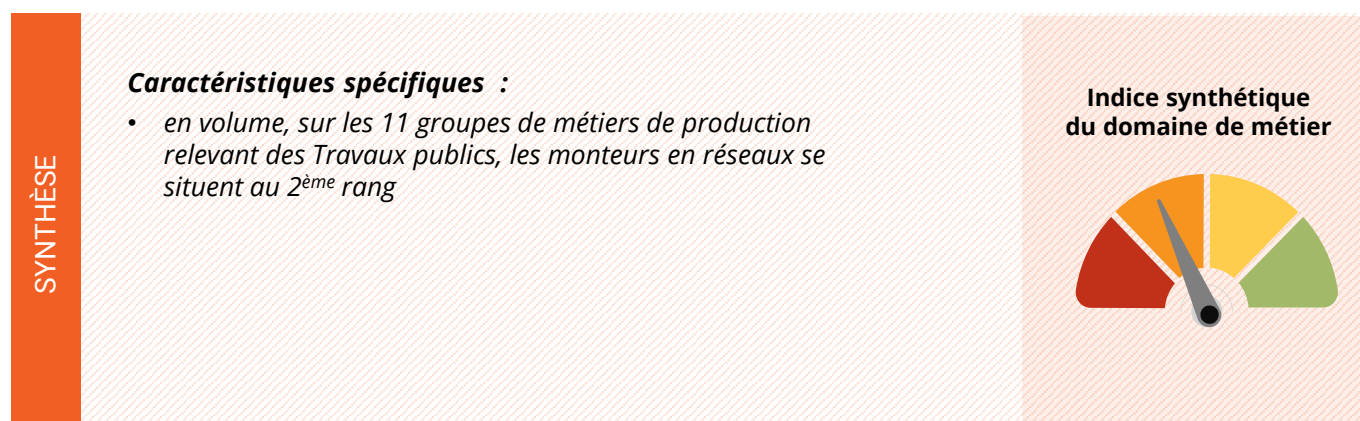 SYNTHÈSE
Caractéristiques spécifiques :
• en volume, sur les 11 groupes de métiers de production
relevant des Travaux publics, les monteurs en réseaux se
situent au 2ème rang
Indice synthétique
du domaine de métier